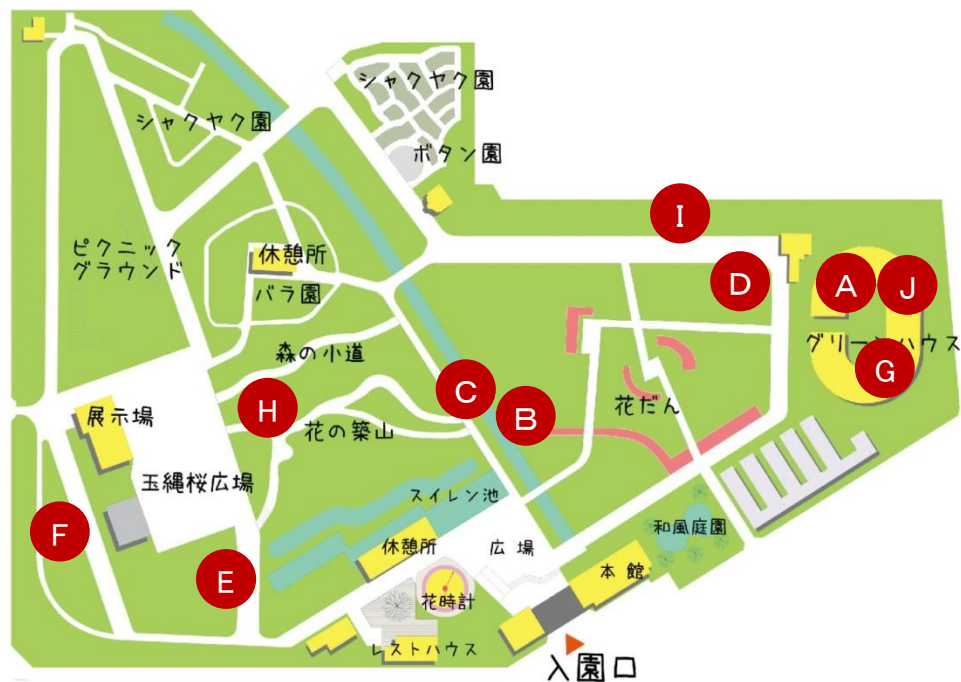 シャクヤク園
シャクヤク園
ボタン園
I
ピクニック
グラウンド
休憩所
バラ園
D
A
J
グリーンハウス
G
森の小道
C
B
花だん
展示場
H
花の築山
玉縄桜広場
スイレン池
F
和風庭園
休憩所
広場
E
本館
花時計
レストハウス
入園口